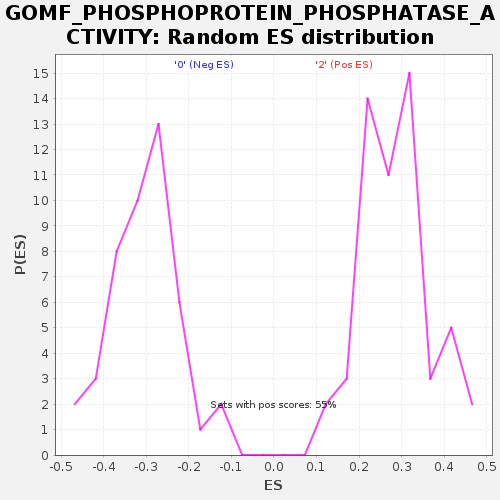 GOMF_PHOSPHOPROTEIN_PHOSPHATASE_A
CTIVITY: Random ES distribution
'0' (Neg ES) '2' (Pos ES)
15
14
13
12
11
10
9
8
7
6
5
4
3
2
1
0
P(ES)
Sets with pos scores: 55%
-0.5 -0.4 -0.3 -0.2 -0.1 0.0 0.1 0.2 0.3 0.4 0.5
ES